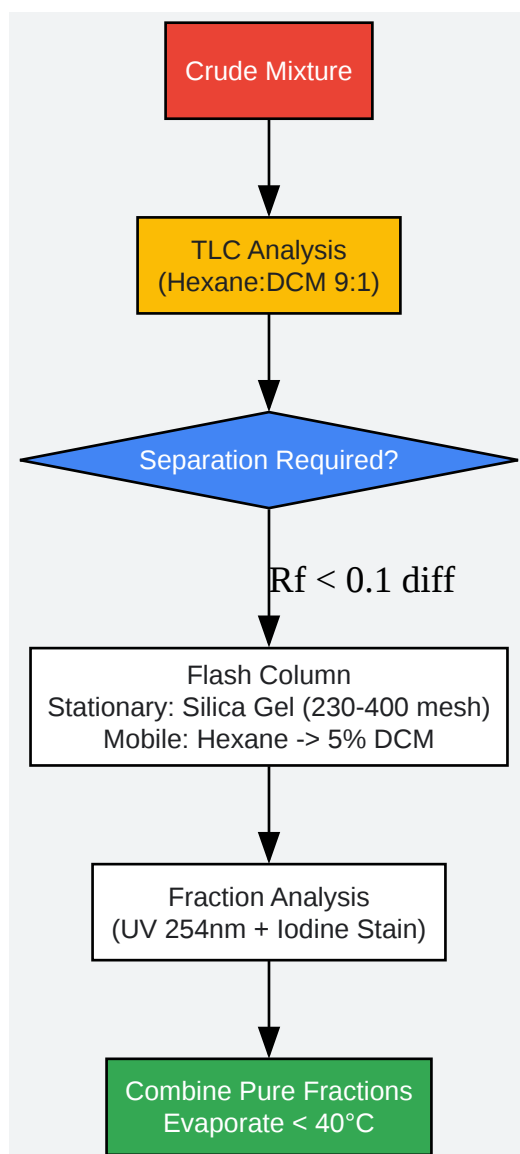 Crude Mixture
TLC Analysis
(Hexane:DCM 9:1)
Separation Required?
Rf < 0.1 diff
Flash Column
Stationary: Silica Gel (230-400 mesh)
Mobile: Hexane -> 5% DCM
Fraction Analysis
(UV 254nm + Iodine Stain)
Combine Pure Fractions
Evaporate < 40°C